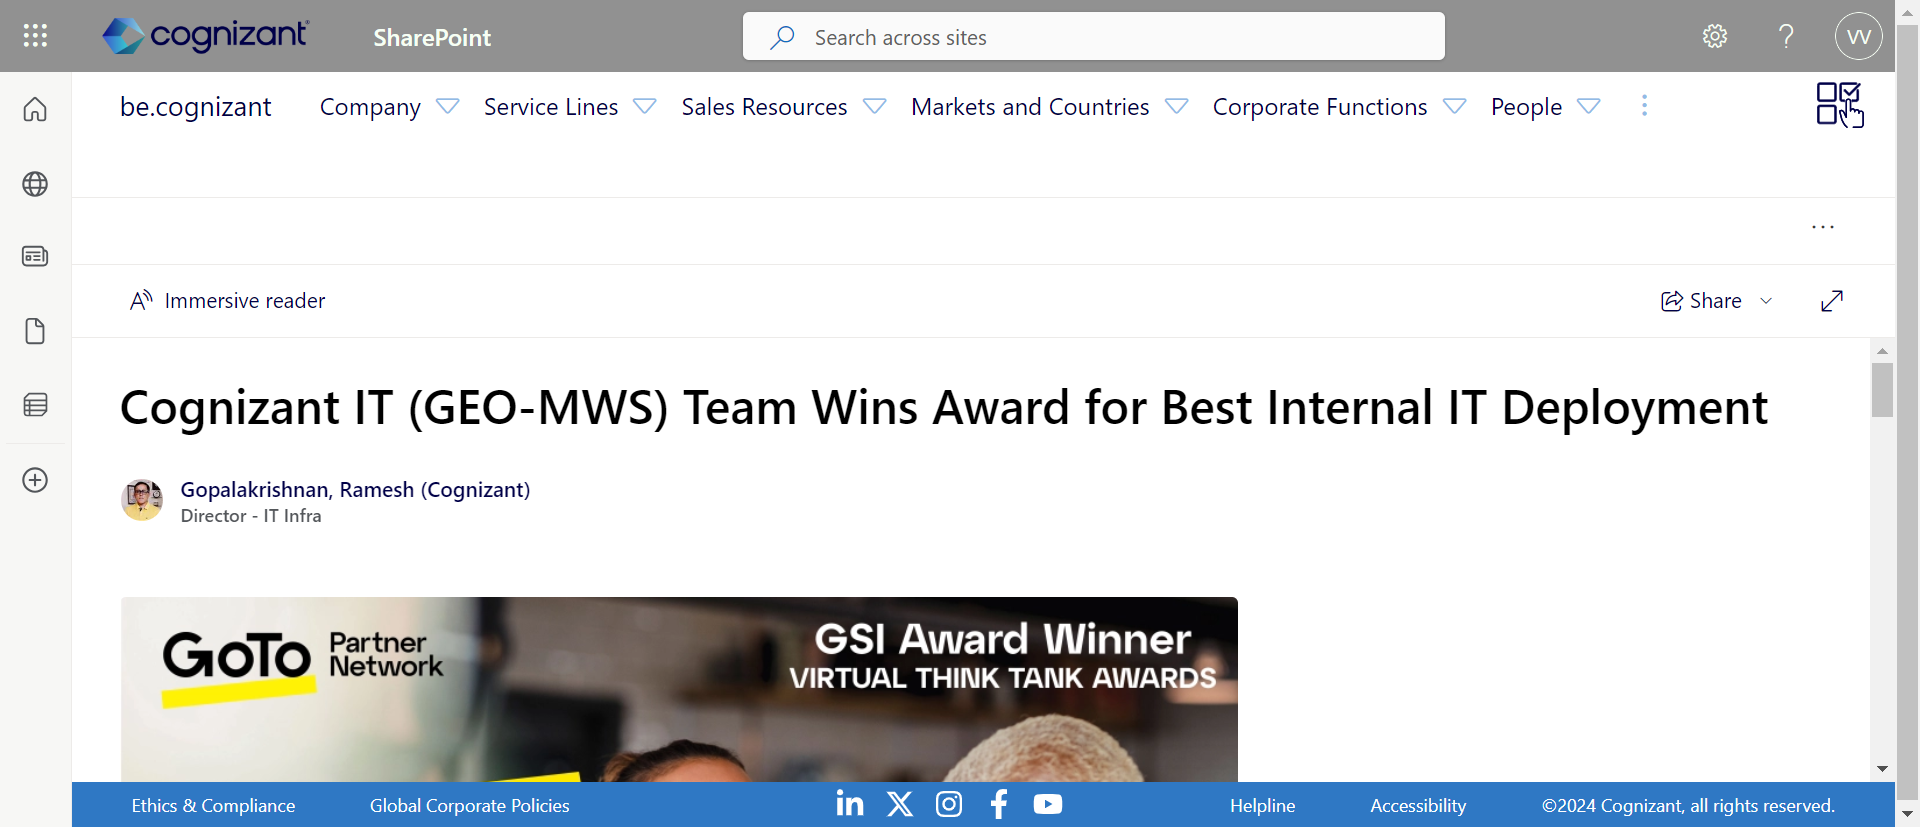 cognizant
SharePoint
Search across sites
VV
be.cognizant
Company
Service Lines
Sales Resources
Markets and Countries
Corporate Functions
People
Immersive reader
Share
Cognizant IT (GEO-MWS) Team Wins Award for Best Internal IT Deployment
Gopalakrishnan, Ramesh (Cognizant)
Director - IT Infra
GoTo
Partner
Network
GSI Award Winner
VIRTUAL THINK TANK AWARDS
Ethics & Compliance
Global Corporate Policies
Helpline
Accessibility
©2024 Cognizant, all rights reserved.